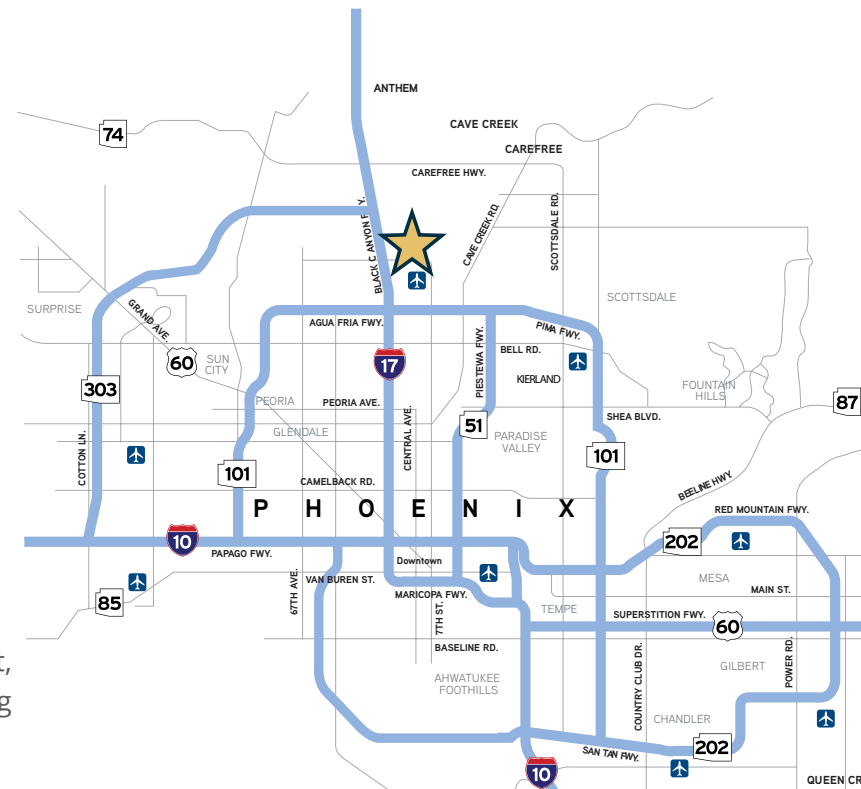 ANTHEM
CAVE CREEK
74
CAREFREE
CAREFREE HWY.
BLACK CANYON
CAVE CREEK RD.
SCOTTSDALE RD.
SURPRISE
GRAND AVE.
SCOTTSDALE
AGUA FRIA FWY.
PIMA FWY.
PIESTEWA FWY.
BELL RD.
60
SUN
CITY
17
KIERLAND
303
FOUNTAIN
HILLS
87
PEORIA
PEORIA AVE.
CENTRAL AVE.
SHEA BLVD.
51
GLENDALE
PARADISE
VALLEY
COTTON LN.
101
101
CAMELBACK RD.
BEELINE HWY.
PHOENIX
RED MOUNTAIN FWY.
10
202
PAPAGO FWY.
Downtown
67TH AVE.
VAN BUREN ST.
MESA
MARICOPA FWY.
MAIN ST.
85
7TH ST.
TEMPE
SUPERSTITION FWY.
60
BASELINE RD.
t,
COUNTRY CLUB DR.
POWER RD.
GILBERT
AHWATUKEE
FOOTHILLS
g
CHANDLER
202
SAN TAN FWY.
10
QUEEN CR